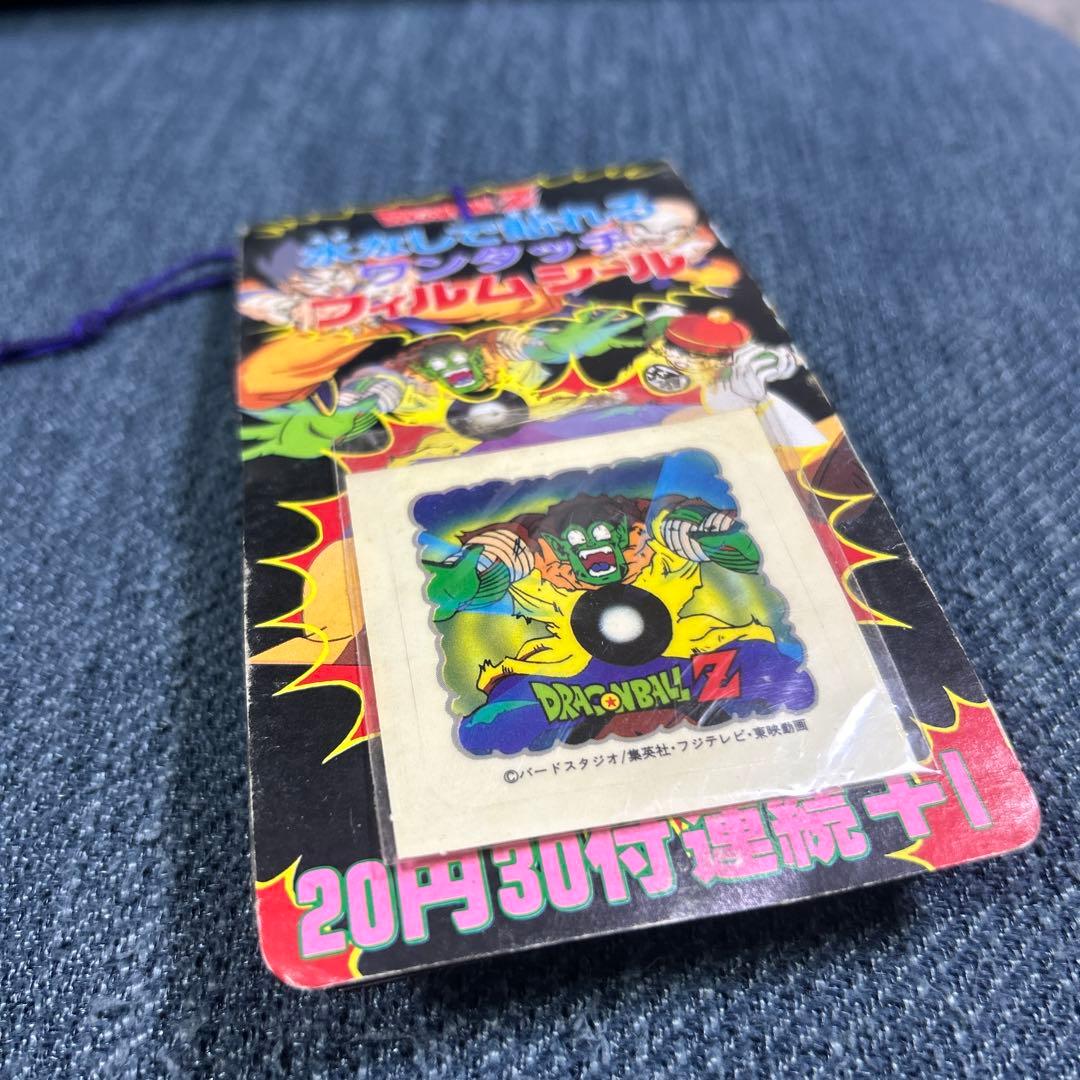 水なしで貼れる
ワンタッチ
フィルムシール
DRAGONBALL Z
©バードスタジオ/集英社・フジテレビ・東映動画
20円30付連続+1